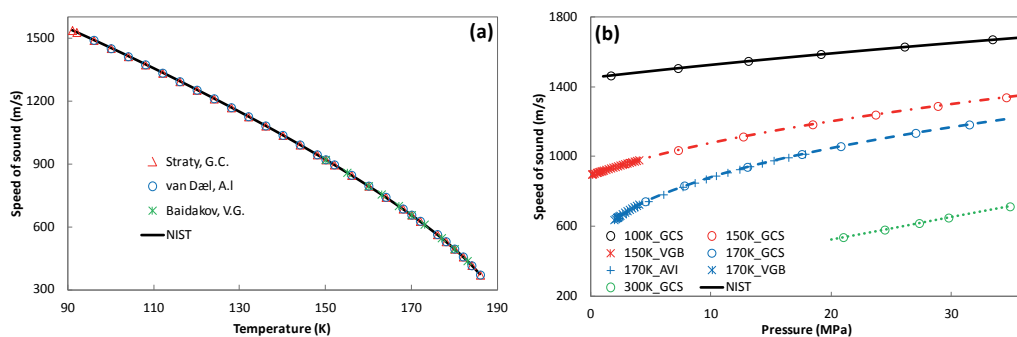 (a)
Speed of sound (m/s)
1500
1200
900
600
300
Straty, G.C.
van Dæl, A.I
Baidakov, V.G.
NIST
90
110
130
150
170
190
Temperature (K)
(b)
Speed of sound (m/s)
1800
1400
1000
600
200
100K_GCS
150K_GCS
150K_VGB
170K_GCS
170K_AVI
170K_VGB
300K_GCS
NIST
0
10
20
30
Pressure (MPa)